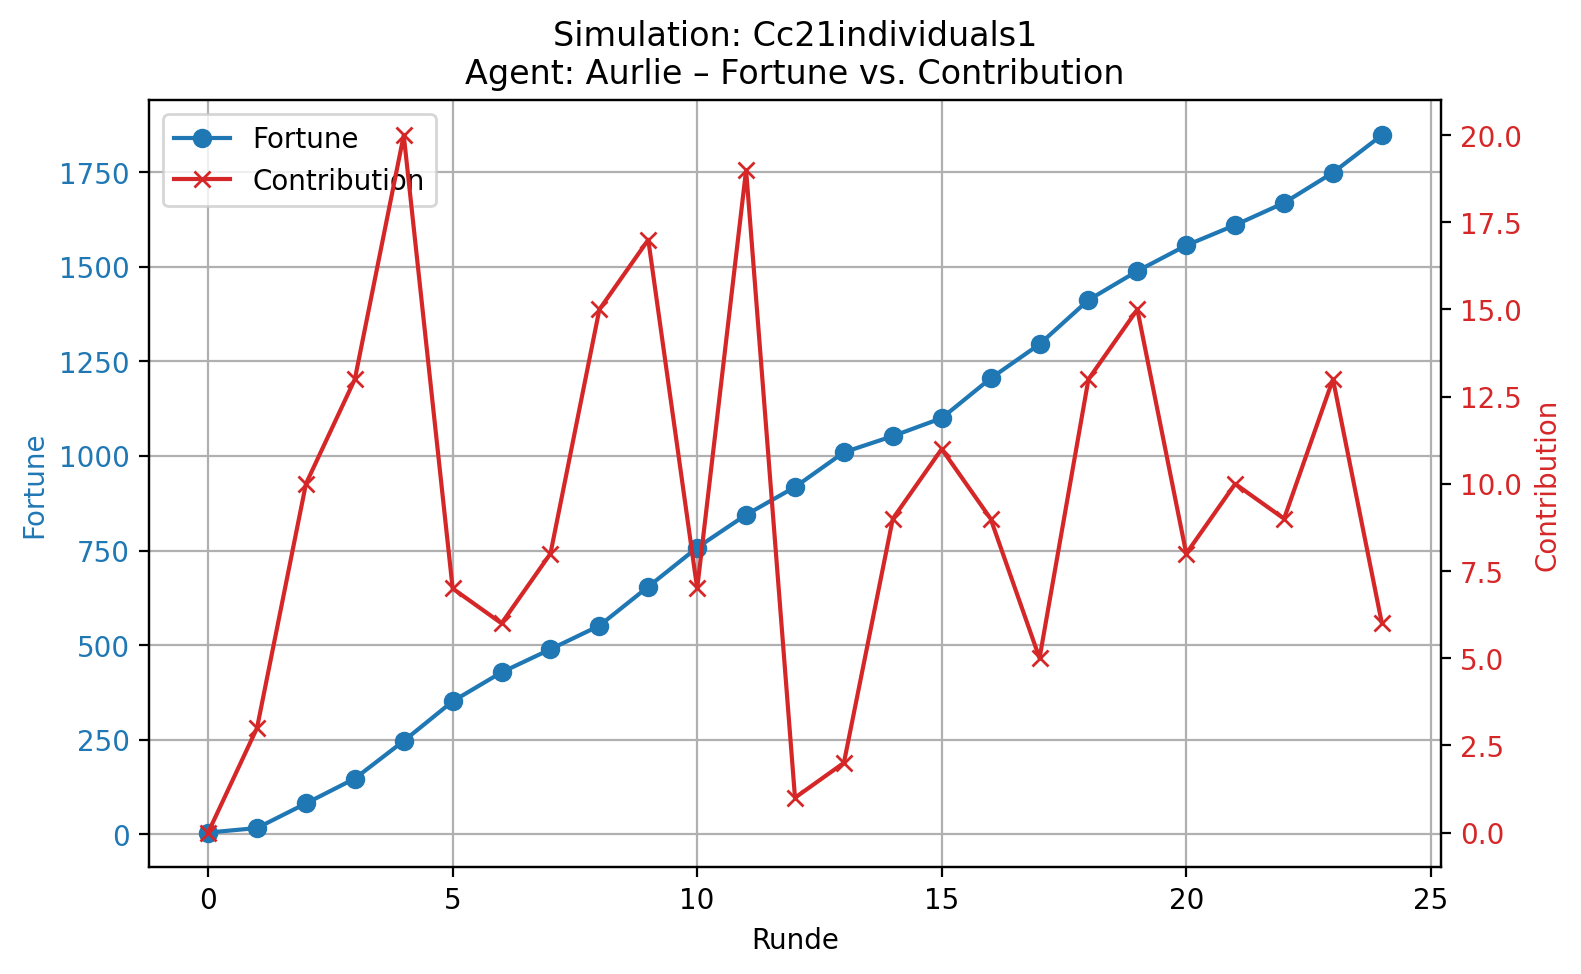 Simulation: Cc21individuals1
Agent: Aurlie – Fortune vs. Contribution
Fortune
Contribution
1750
1500
1250
1000
750
500
250
0
Fortune
20.0
17.5
15.0
12.5
10.0
7.5
5.0
2.5
0.0
Contribution
0 5 10 15 20 25
Runde